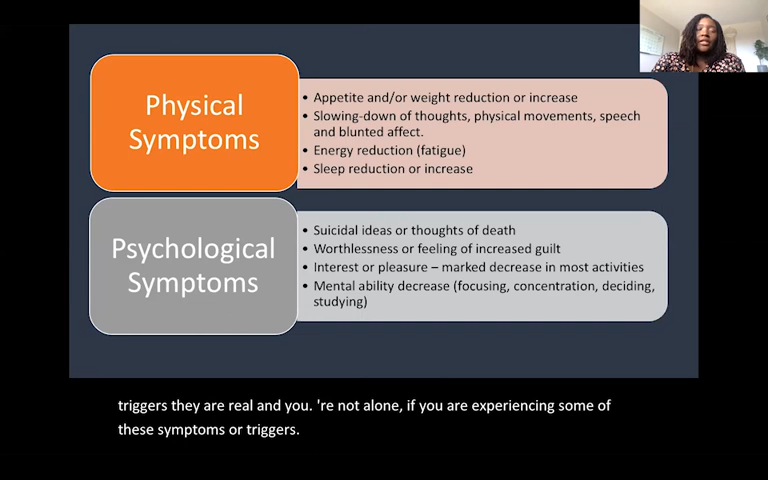 Physical
Symptoms
• Appetite and/or weight reduction or increase
• Slowing-down of thoughts, physical movements, speech
and blunted affect.
• Energy reduction (fatigue)
• Sleep reduction or increase
Psychological
Symptoms
• Suicidal ideas or thoughts of death
• Worthlessness or feeling of increased guilt
• Interest or pleasure – marked decrease in most activities
• Mental ability decrease (focusing, concentration, deciding,
studying)
triggers they are real and you. 're not alone, if you are experiencing some of
these symptoms or triggers.